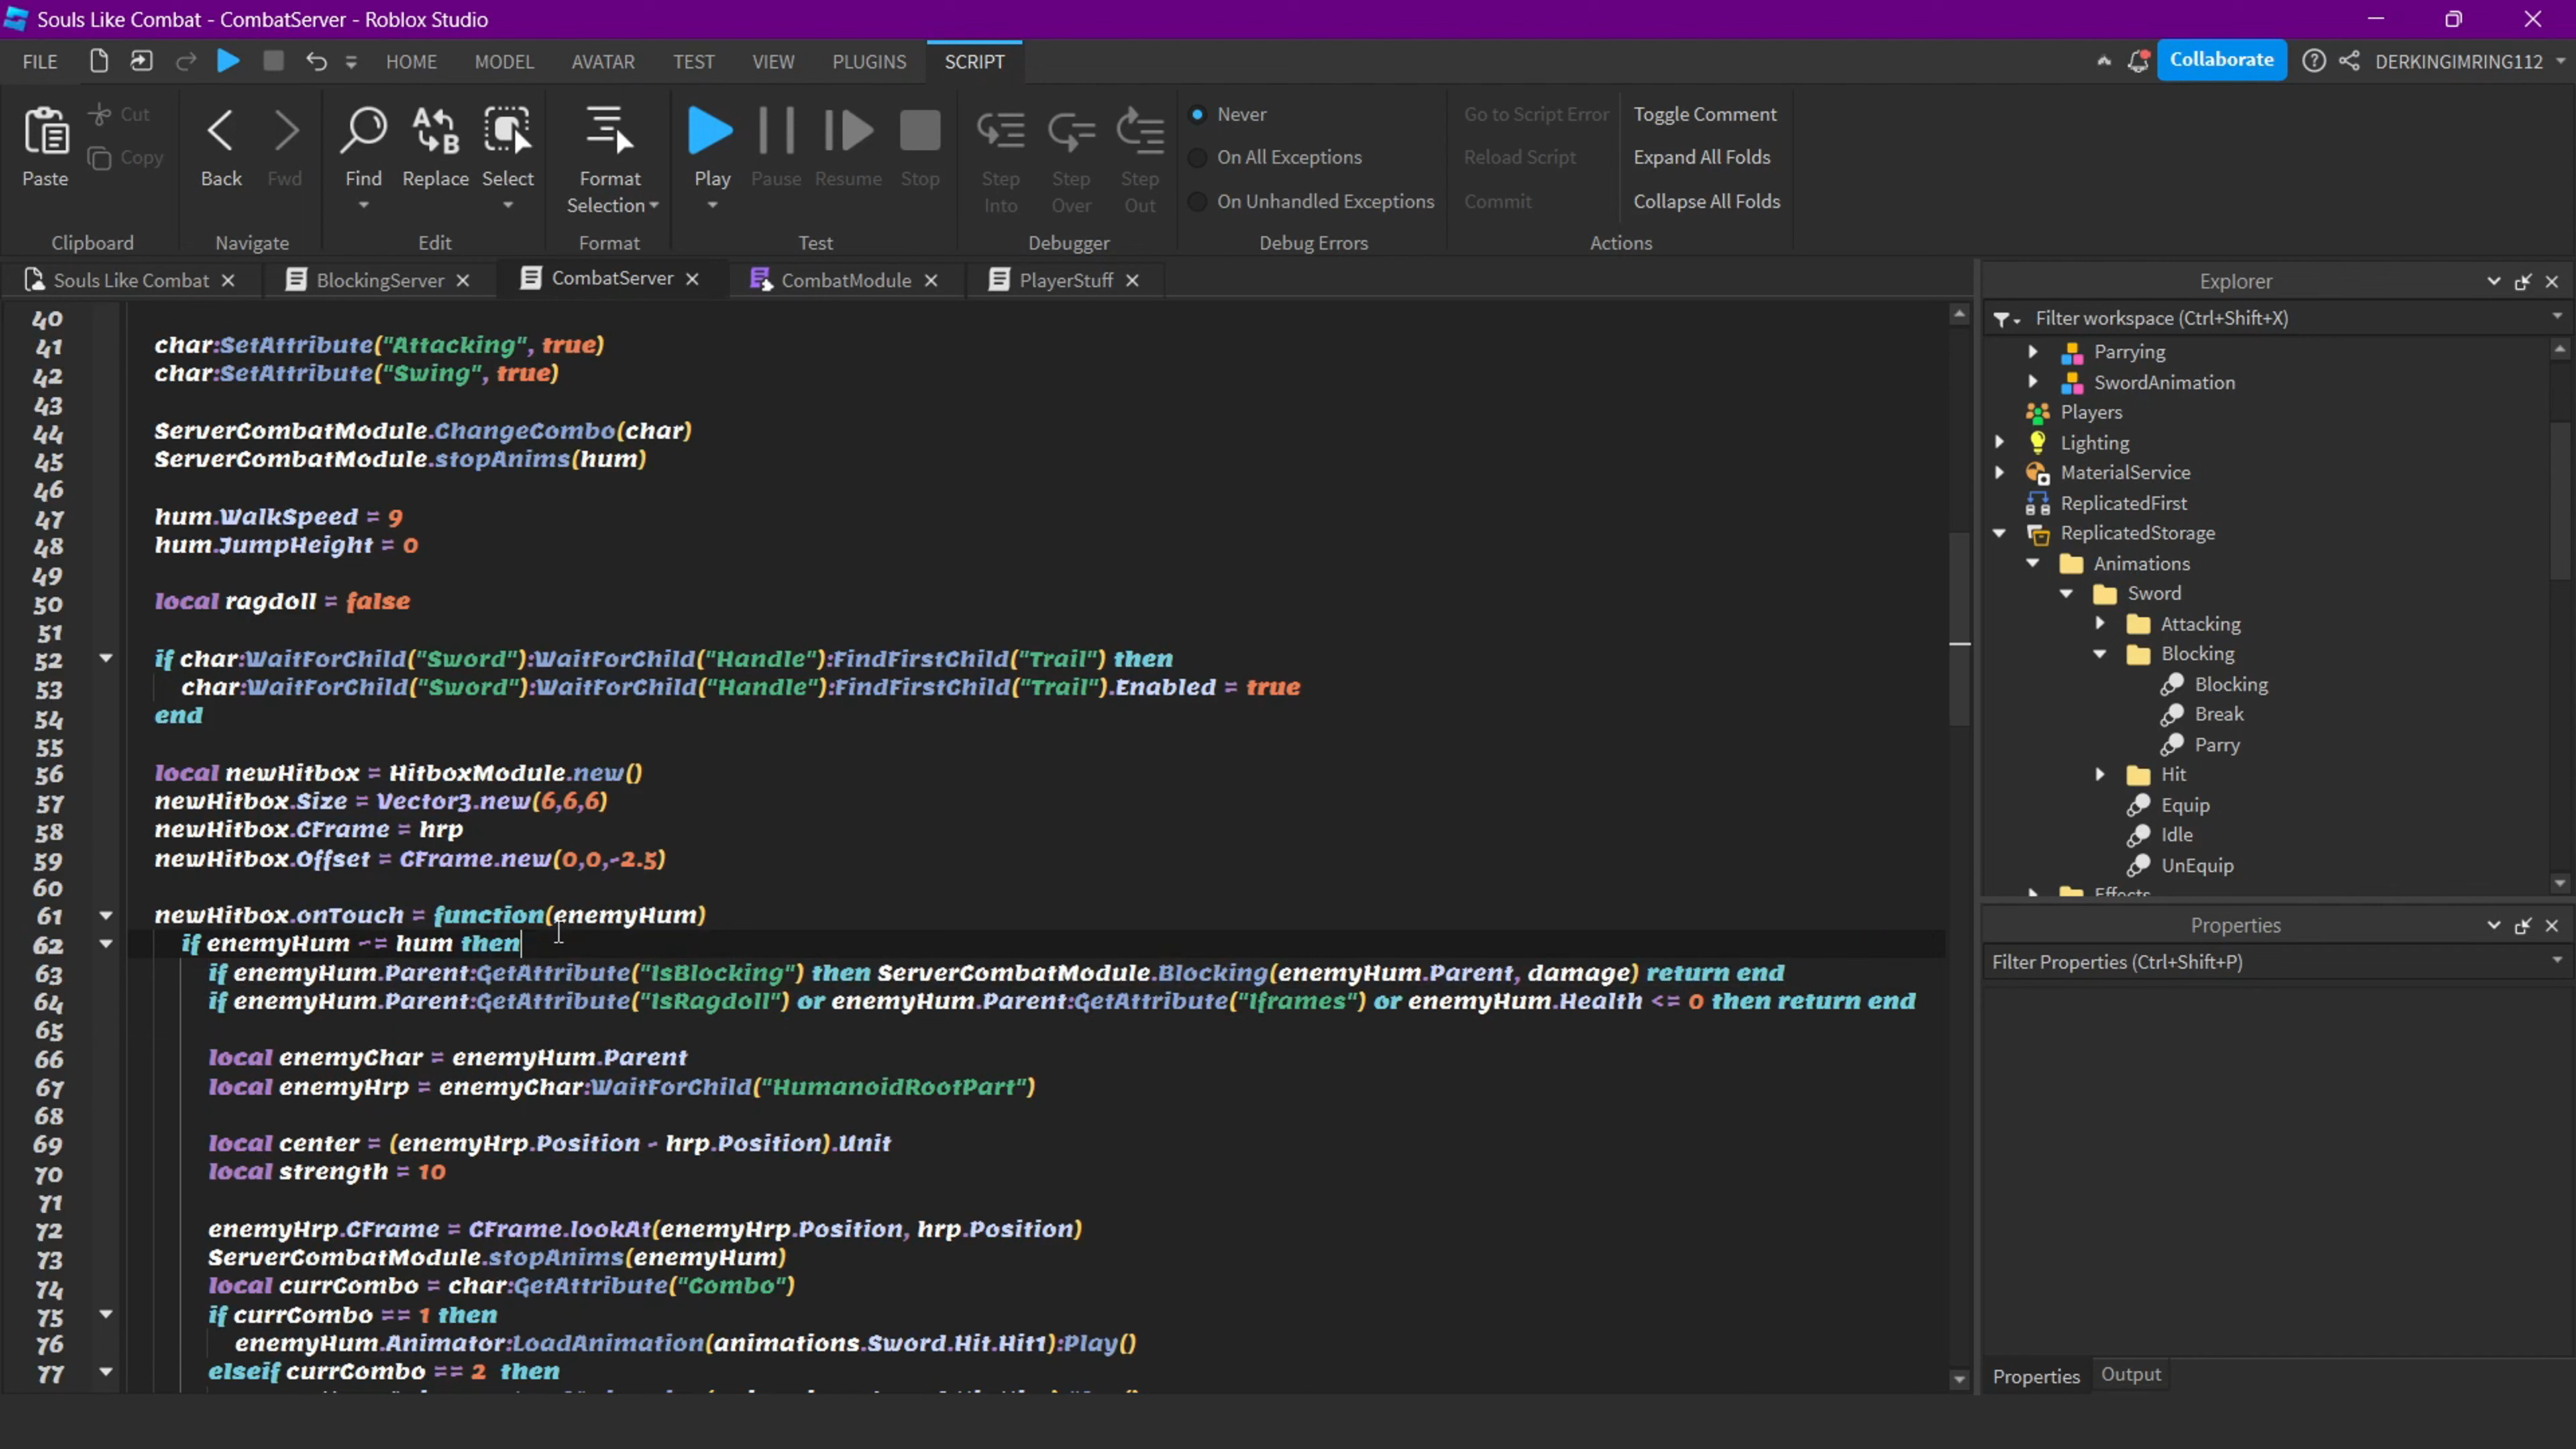 Souls Like Combat - CombatServer - Roblox Studio
FILE HOME MODEL AVATAR TEST VIEW PLUGINS SCRIPT Collaborate DERKINGIMRING112
Paste Cut Copy Back Fwd Find Replace Select Format Selection Play Pause Resume Stop Step Into Step Over Step Out
Never
On All Exceptions
On Unhandled Exceptions
Go to Script Error
Reload Script
Commit
Toggle Comment
Expand All Folds
Collapse All Folds
Clipboard Navigate Edit Format Test Debugger Debug Errors Actions
Souls Like Combat BlockingServer CombatServer CombatModule PlayerStuff
40
41 char:SetAttribute("Attacking", true)
42 char:SetAttribute("Swing", true)
43
44 ServerCombatModule.ChangeCombo(char)
45 ServerCombatModule.stopAnims(hum)
46
47 hum.WalkSpeed = 9
48 hum.JumpHeight = 0
49
50 local ragdoll = false
51
52 if char:WaitForChild("Sword"):WaitForChild("Handle"):FindFirstChild("Trail") then
53 char:WaitForChild("Sword"):WaitForChild("Handle"):FindFirstChild("Trail").Enabled = true
54 end
55
56 local newHitbox = HitboxModule.new()
57 newHitbox.Size = Vector3.new(6,6,6)
58 newHitbox.CFrame = hrp
59 newHitbox.Offset = CFrame.new(0,0,-2.5)
60
61 newHitbox.onTouch = function(enemyHum)
62 if enemyHum ~= hum then
63 if enemyHum.Parent:GetAttribute("IsBlocking") then ServerCombatModule.Blocking(enemyHum.Parent, damage) return end
64 if enemyHum.Parent:GetAttribute("IsRagdoll") or enemyHum.Parent:GetAttribute("Iframes") or enemyHum.Health <= 0 then return end
65
66 local enemyChar = enemyHum.Parent
67 local enemyHrp = enemyChar:WaitForChild("HumanoidRootPart")
68
69 local center = (enemyHrp.Position - hrp.Position).Unit
70 local strength = 10
71
72 enemyHrp.CFrame = CFrame.lookAt(enemyHrp.Position, hrp.Position)
73 ServerCombatModule.stopAnims(enemyHum)
74 local currCombo = char:GetAttribute("Combo")
75 if currCombo == 1 then
76 enemyHum.Animator:LoadAnimation(animations.Sword.Hit.Hit1):Play()
77 elseif currCombo == 2 then
Explorer
Filter workspace (Ctrl+Shift+X)
Parrying
SwordAnimation
Players
Lighting
MaterialService
ReplicatedFirst
ReplicatedStorage
Animations
Sword
Attacking
Blocking
Blocking
Break
Parry
Hit
Equip
Idle
UnEquip
Effects
Properties
Filter Properties (Ctrl+Shift+P)
Properties Output